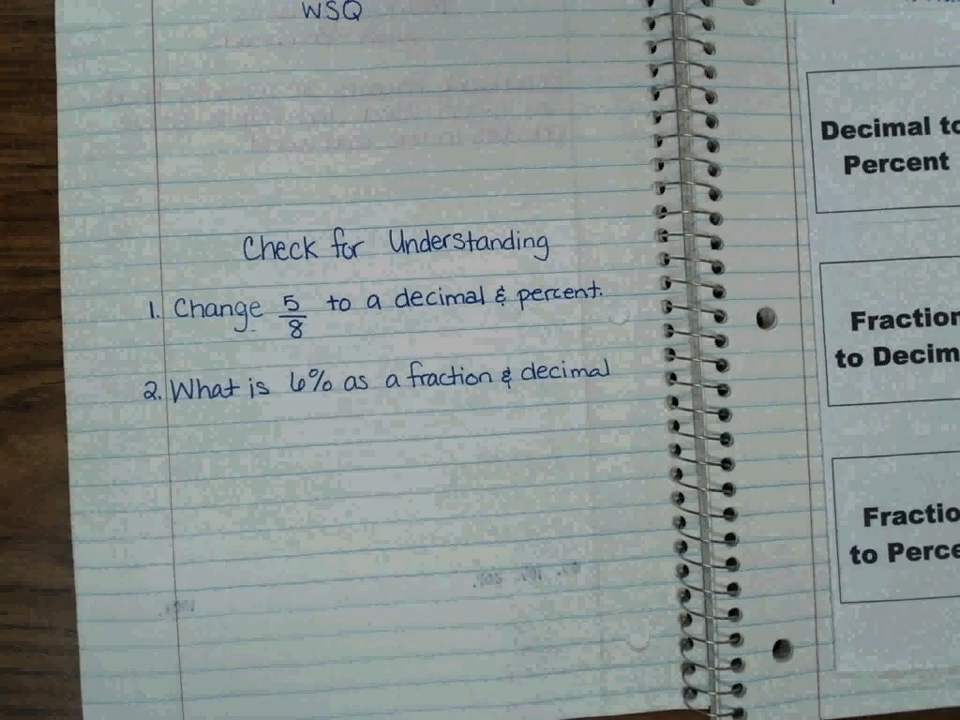 WSQ
Check for Understanding
1. Change 5/8 to a decimal & percent.
2. What is 6% as a fraction & decimal
Decimal to
Percent
Fraction
to Decim
Fractio
to Perce